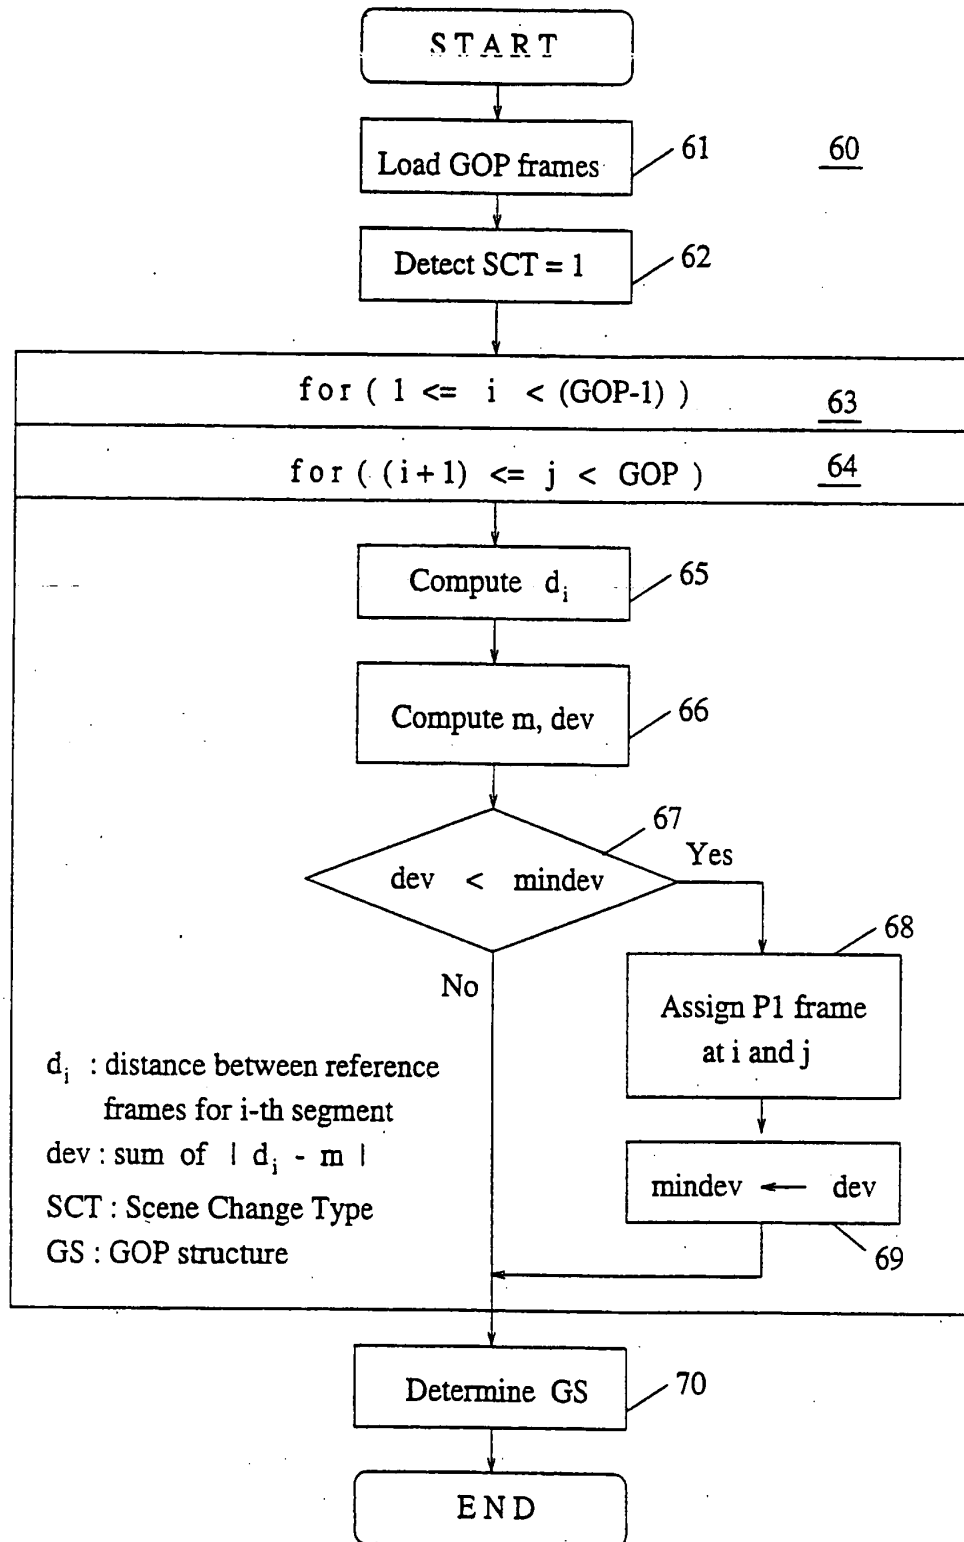 START
Load GOP frames
61
60
Detect SCT = 1
62
for ( 1 <= i < (GOP-1) )
63
for ( (i+1) <= j < GOP )
64
Compute d_i
65
Compute m, dev
66
67
dev < mindev
Yes
No
68
Assign P1 frame
at i and j
mindev ← dev
69
d_i : distance between reference
frames for i-th segment
dev : sum of | d_i - m |
SCT : Scene Change Type
GS : GOP structure
Determine GS
70
END